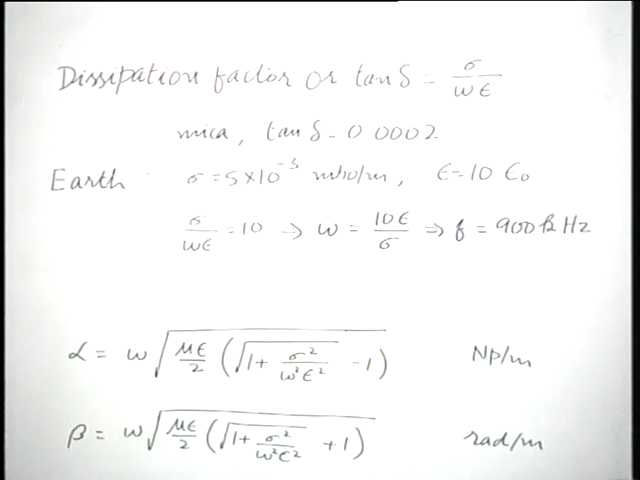 Dissipation factor or tan δ = σ/ωϵ
mica, tan δ - 0 0002
Earth σ = 5×10⁻³ mho/m, ϵ = 10 ϵ₀
σ/ωϵ = 10 → ω = 10ϵ/σ ⇒ f = 900 k Hz
α = ω √(μϵ/2 (√(1 + σ²/ω²ϵ²) - 1)) Np/m
β = ω √(μϵ/2 (√(1 + σ²/ω²ϵ²) + 1)) rad/m